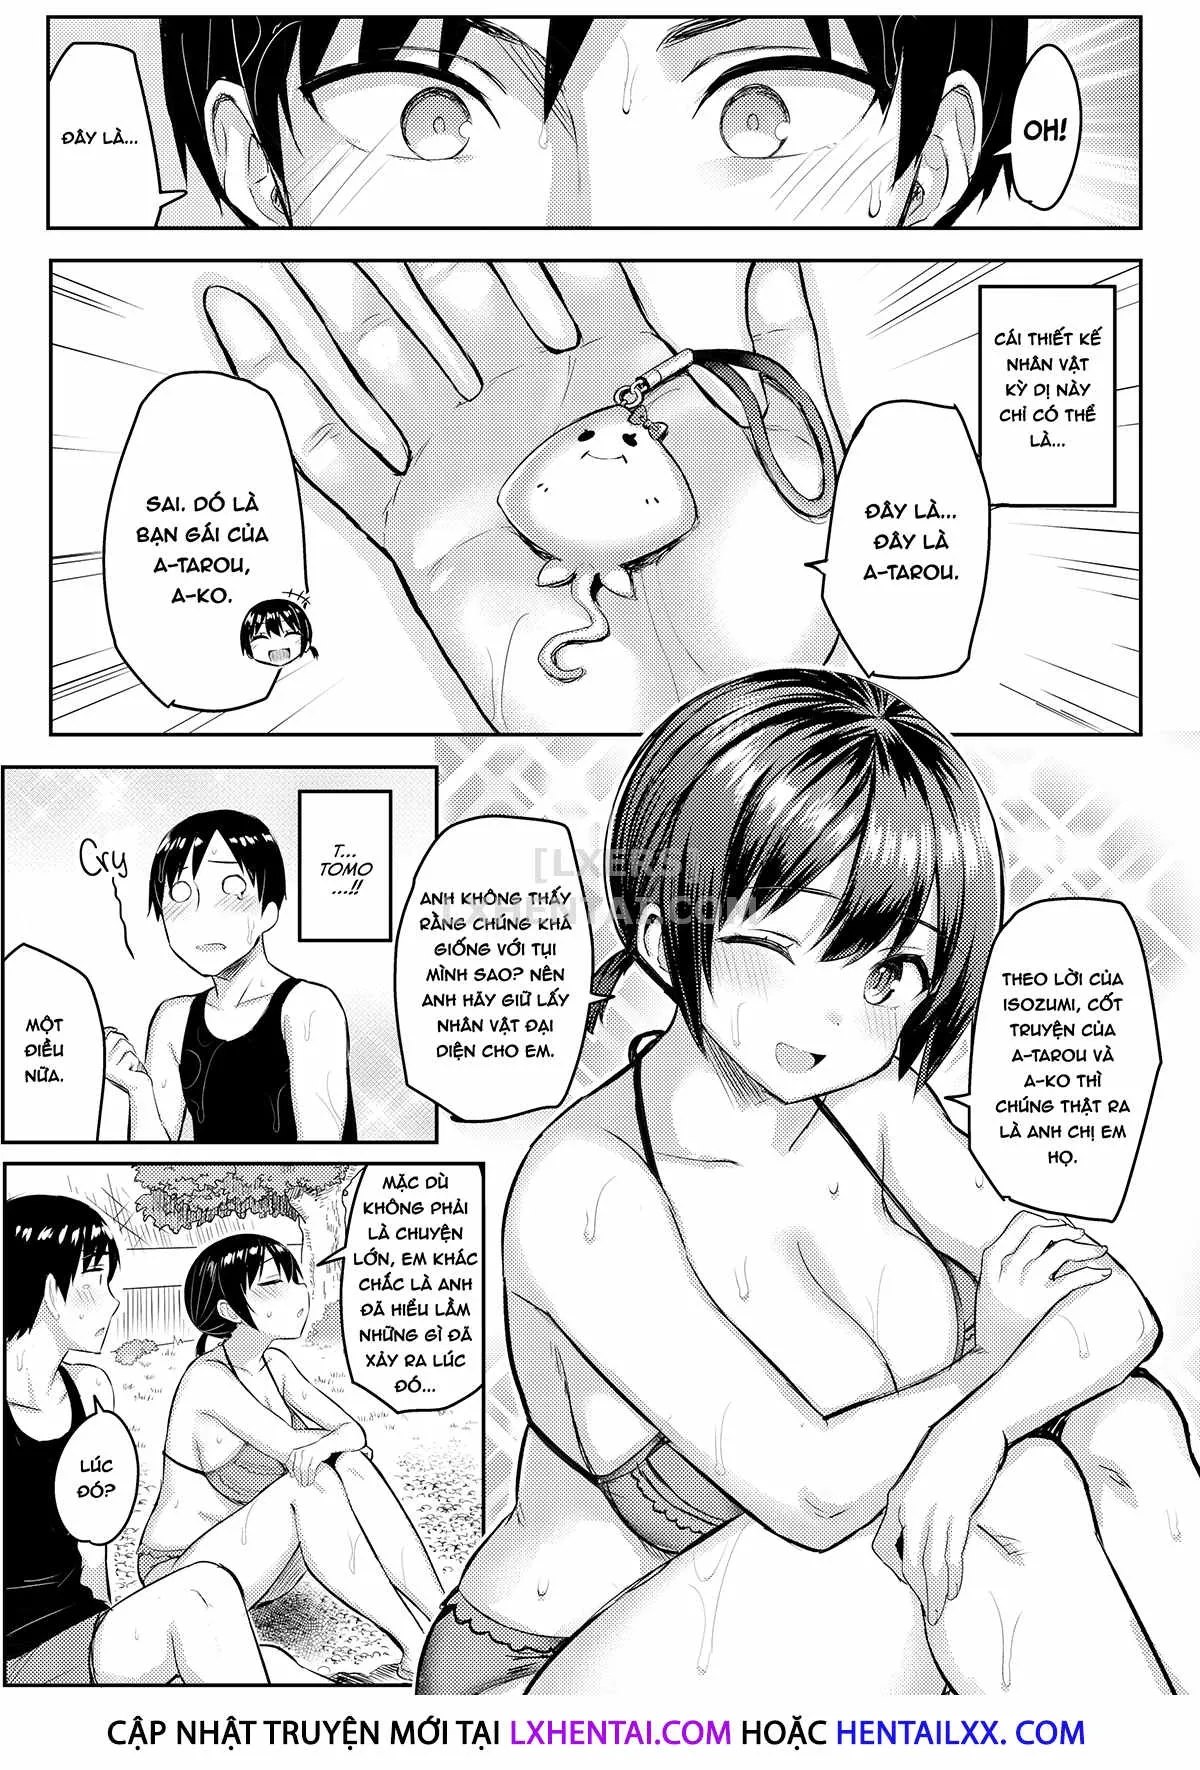 OH!
ĐÂY LÀ...
CÁI THIẾT KẾ
NHÂN VẬT
KỲ DỊ NÀY
CHỈ CÓ THỂ
LÀ...
ĐÂY LÀ...
ĐÂY LÀ
A-TAROU.
SAI. DÓ LÀ
BẠN GÁI CỦA
A-TAROU,
A-KO.
THEO LỜI CỦA
ISOZUMI, CỐT
TRUYỆN CỦA
A-TAROU VÀ
A-KO THÌ
CHÚNG THẬT RA
LÀ ANH CHỊ EM
HỌ.
ANH KHÔNG THẤY
RẰNG CHÚNG KHÁ
GIỐNG VỚI TỤI
MÌNH SAO? NÊN
ANH HÃY GIỮ LẤY
NHÂN VẬT ĐẠI
DIỆN CHO EM.
[LXERS]
LXHENTAI.COM
T...
TOMO
...!!
Cry
MỘT
ĐIỀU
NỮA.
MẶC DÙ
KHÔNG PHẢI
LÀ CHUYỆN
LỚN, EM KHÁC
CHẮC LÀ ANH
ĐÃ HIỂU LẦM
NHỮNG GÌ ĐÃ
XẢY RA LÚC
ĐÓ...
LÚC
ĐÓ?
CẬP NHẬT TRUYỆN MỚI TẠI LXHENTAI.COM HOẶC HENTAILXX. COM